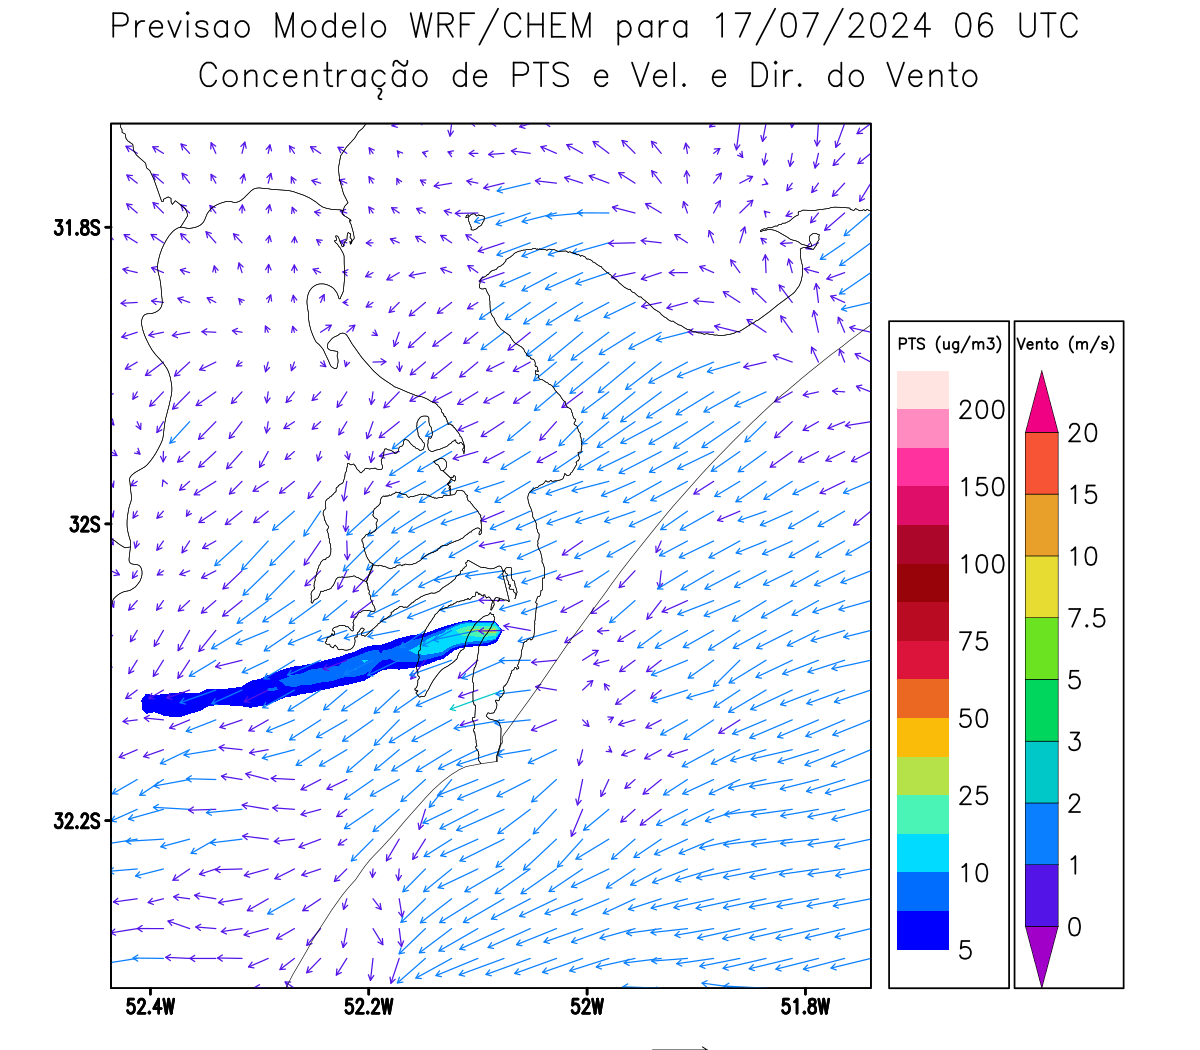 Previsao Modelo WRF/CHEM para 17/07/2024 06 UTC
Concentração de PTS e Vel. e Dir. do Vento
31.8S
32S
32.2S
52.4W
52.2W
52W
51.8W
PTS (ug/m3)
200
150
100
75
50
25
10
5
Vento (m/s)
20
15
10
7.5
5
3
2
1
0